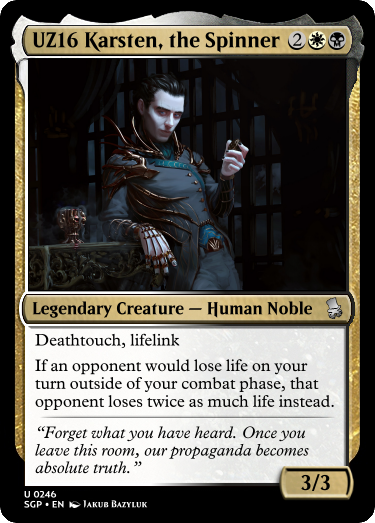 UZ16 Karsten, the Spinner 2
Legendary Creature — Human Noble
Deathtouch, lifelink
If an opponent would lose life on your
turn outside of your combat phase, that
opponent loses twice as much life instead.
“Forget what you have heard. Once you
leave this room, our propaganda becomes
absolute truth.”
3/3
U 0246
SGP • EN Jakub Bazyluk